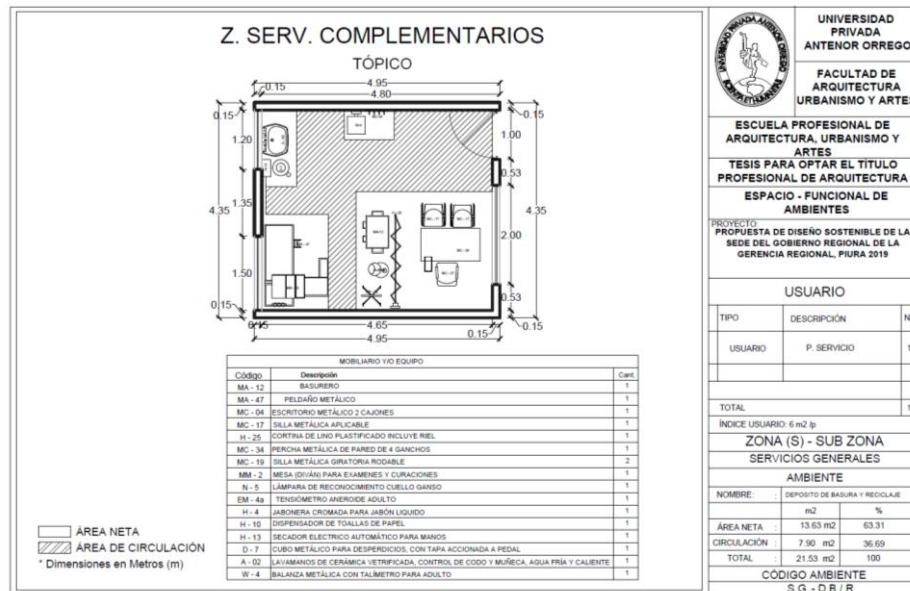 Z. SERV. COMPLEMENTARIOS
TÓPICO
4.95
0.15
4.80
0.15
0.15
1.20
1.00
0.53
4.35
1.35
4.35
2.00
1.50
0.53
0.15
0.15
4.65
0.15
0.15
4.95
MOBILIARIO Y/O EQUIPO
Código Descripción Cant.
MA - 12 BASURERO 1
MA - 47 PELDAÑO METÁLICO 1
MC - 04 ESCRITORIO METÁLICO 2 CAJONES 1
MC - 17 SILLA METÁLICA APLICABLE 1
H - 25 CORTINA DE LINO PLASTIFICADO INCLUYE RIEL 1
MC - 34 PERCHA METÁLICA DE PARED DE 4 GANCHOS 1
MC - 19 SILLA METÁLICA GIRATORIA RODABLE 2
MM - 2 MESA (DIVÁN) PARA EXAMENES Y CURACIONES 1
N - 5 LÁMPARA DE RECONOCIMIENTO CUELLO GANSO 1
EM - 4a TENSIÓMETRO ANEROIDE ADULTO 1
H - 4 JABONERA CROMADA PARA JABÓN LIQUIDO 1
H - 10 DISPENSADOR DE TOALLAS DE PAPEL 1
H - 13 SECADOR ELECTRICO AUTOMÁTICO PARA MANOS 1
D - 7 CUBO METÁLICO PARA DESPERDICIOS, CON TAPA ACCIONADA A PEDAL 1
A - 02 LAVAMANOS DE CERÁMICA VETRIFICADA, CONTROL DE CODO Y MUÑECA, AGUA FRÍA Y CALIENTE 1
W - 4 BALANZA METÁLICA CON TALÍMETRO PARA ADULTO 1
ÁREA NETA
ÁREA DE CIRCULACIÓN
* Dimensiones en Metros (m)
UNIVERSIDAD
PRIVADA
ANTENOR ORREGO
FACULTAD DE
ARQUITECTURA
URBANISMO Y ARTES
ESCUELA PROFESIONAL DE
ARQUITECTURA, URBANISMO Y
ARTES
TESIS PARA OPTAR EL TÍTULO
PROFESIONAL DE ARQUITECTURA
ESPACIO - FUNCIONAL DE
AMBIENTES
PROYECTO:
PROPUESTA DE DISEÑO SOSTENIBLE DE LA
SEDE DEL GOBIERNO REGIONAL DE LA
GERENCIA REGIONAL, PIURA 2019
USUARIO
TIPO DESCRIPCIÓN N
USUARIO P. SERVICIO 1
TOTAL 1
ÍNDICE USUARIO: 6 m2 /p
ZONA (S) - SUB ZONA
SERVICIOS GENERALES
AMBIENTE
NOMBRE: : DEPOSITO DE BASURA Y RECICLAJE
m2 %
ÁREA NETA : 13.63 m2 63.31
CIRCULACIÓN : 7.90 m2 36.69
TOTAL : 21.53 m2 100
CÓDIGO AMBIENTE
S.G. - D.B / R